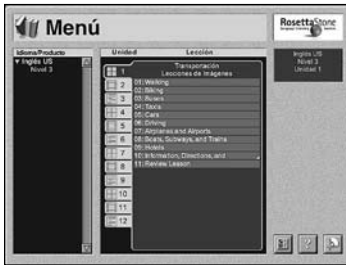 Menú
RosettaStone
Idioma/Producto
Unidad Lección
▼ Inglés US
Nivel 3
1
Transporación
Lecciones de Imágenes
2
3
4
5
6
7
8
9
10
11
12
01: Walking
02: Biking
03: Buses
04: Taxis
05: Cars
06: Driving
07: Airplanes and Airports
08: Boats, Subways, and Trains
09: Hotels
10: Information, Directions, and
11: Review Lesson
Inglés US
Nivel 3
Unidad 1
?